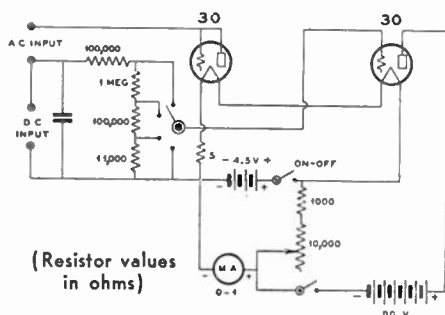 30
30
A C INPUT
100,000
1 MEG
D C
INPUT
100,000
11,000
5
- 4.5V +
ON-OFF
1000
10,000
(Resistor values
in ohms)
- M A +
0-1
- +